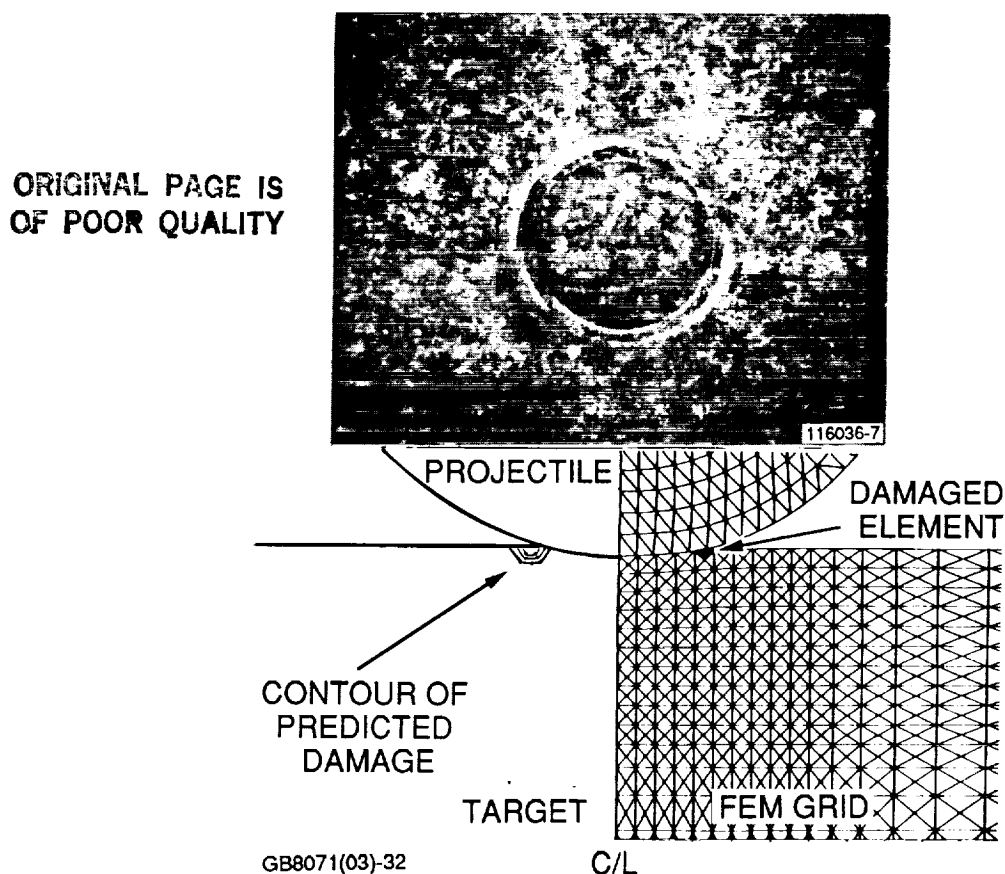 ORIGINAL PAGE IS
OF POOR QUALITY
116036-7
PROJECTILE
DAMAGED
ELEMENT
CONTOUR OF
PREDICTED
DAMAGE
TARGET
FEM GRID
GB8071(03)-32
C/L